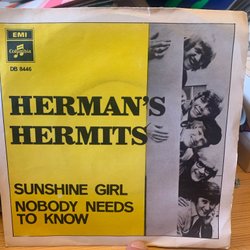 EMI
Columbia
DB 8446
HERMAN'S
HERMITS
SUNSHINE GIRL
NOBODY NEEDS
TO KNOW